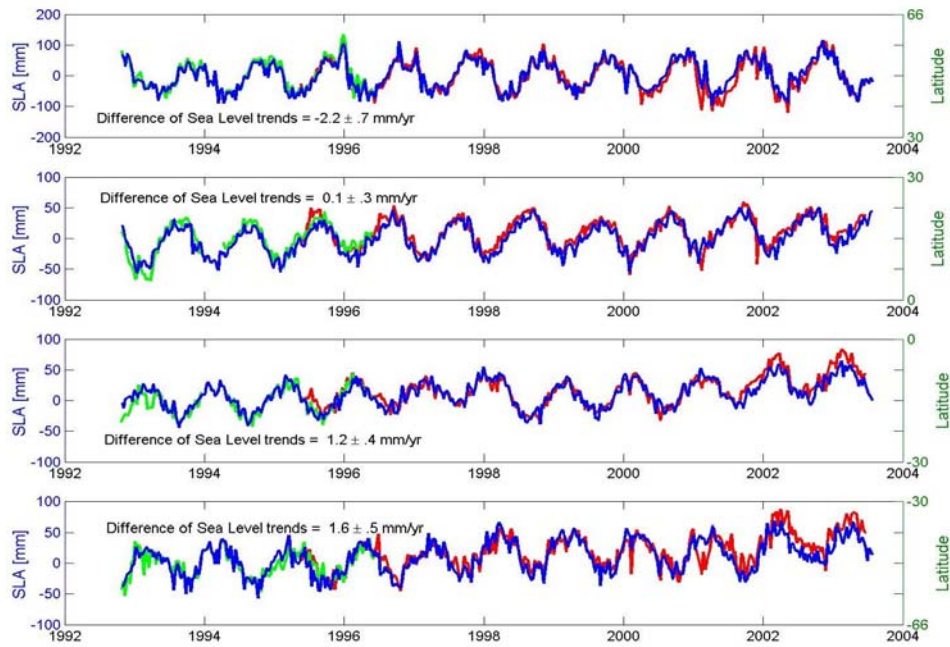 200
100
0
-100
-200
SLA [mm]
Difference of Sea Level trends = -2.2 ± .7 mm/yr
66
30
Latitude
1992 1994 1996 1998 2000 2002 2004
100
50
0
-50
-100
SLA [mm]
Difference of Sea Level trends = 0.1 ± .3 mm/yr
30
0
Latitude
1992 1994 1996 1998 2000 2002 2004
100
50
0
-50
-100
SLA [mm]
Difference of Sea Level trends = 1.2 ± .4 mm/yr
0
-30
Latitude
1992 1994 1996 1998 2000 2002 2004
100
50
0
-50
-100
SLA [mm]
Difference of Sea Level trends = 1.6 ± .5 mm/yr
-30
-66
Latitude
1992 1994 1996 1998 2000 2002 2004